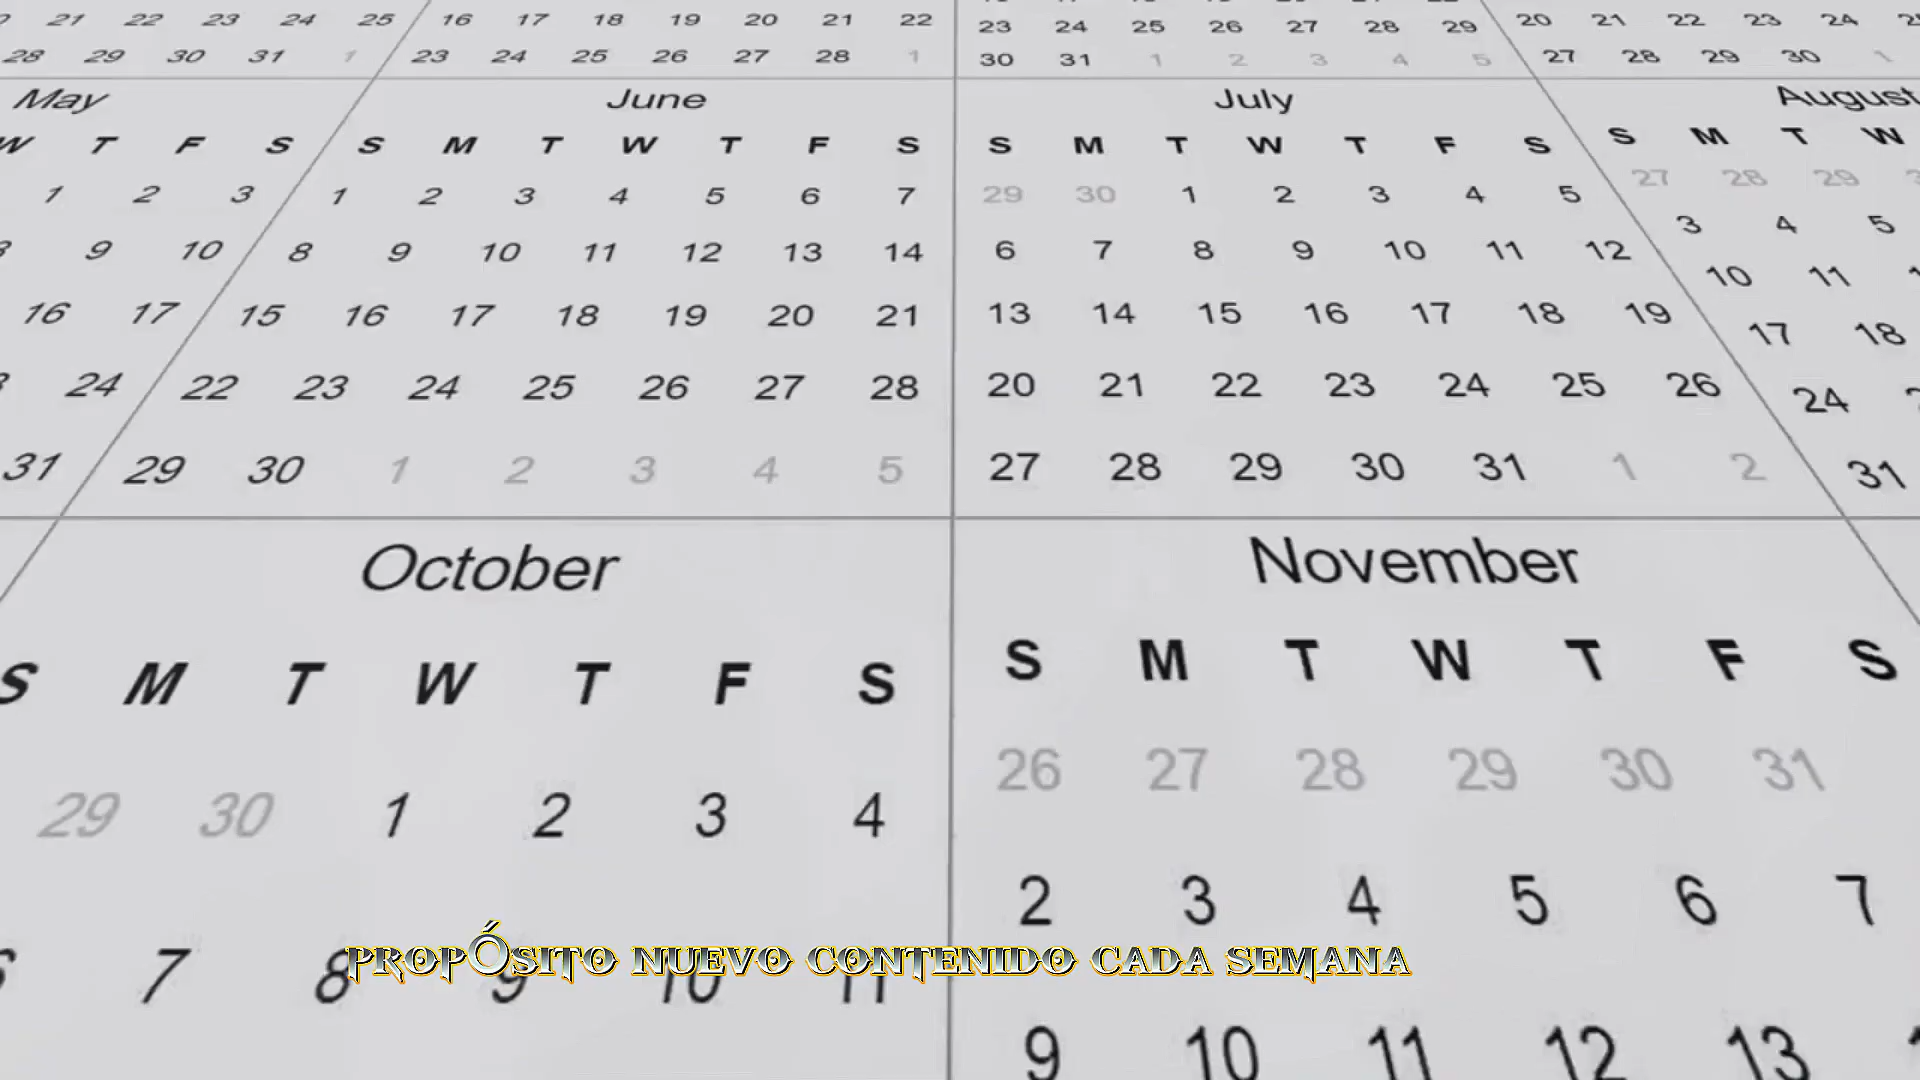 21 22 23 24 25 16 17 18 19 20 21 22 23 24 25 26 27 28 29 20 21 22 23 24
28 29 30 31 1 23 24 25 26 27 28 1 30 31 1 2 3 4 5 27 28 29 30 1
May June July August
W T F S S M T W T F S S M T W T F S S M T W
1 2 3 1 2 3 4 5 6 7 29 30 1 2 3 4 5 27 28 29
9 10 8 9 10 11 12 13 14 6 7 8 9 10 11 12 3 4 5
16 17 15 16 17 18 19 20 21 13 14 15 16 17 18 19 10 11
24 22 23 24 25 26 27 28 20 21 22 23 24 25 26 17 18
31 29 30 1 2 3 4 5 27 28 29 30 31 1 2 24
31
October
S M T W T F S
29 30 1 2 3 4
7 8 9 10 11
November
S M T W T F S
26 27 28 29 30 31
2 3 4 5 6 7
9 10 11 12 13
PROPÓSITO NUEVO CONTENIDO CADA SEMANA